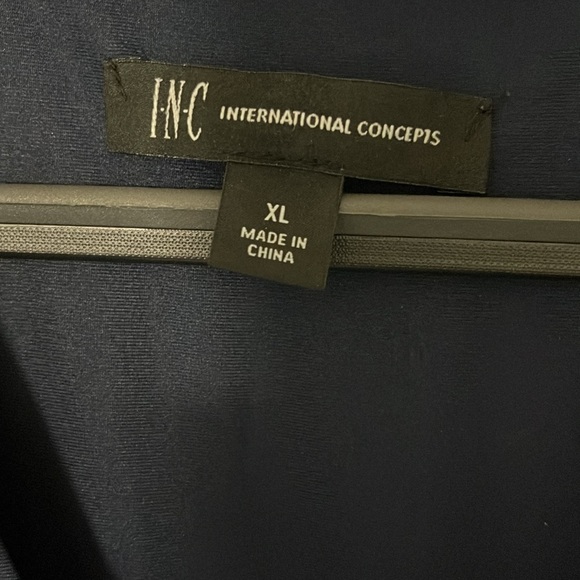 I·N·C INTERNATIONAL CONCEPTS
XL
MADE IN
CHINA